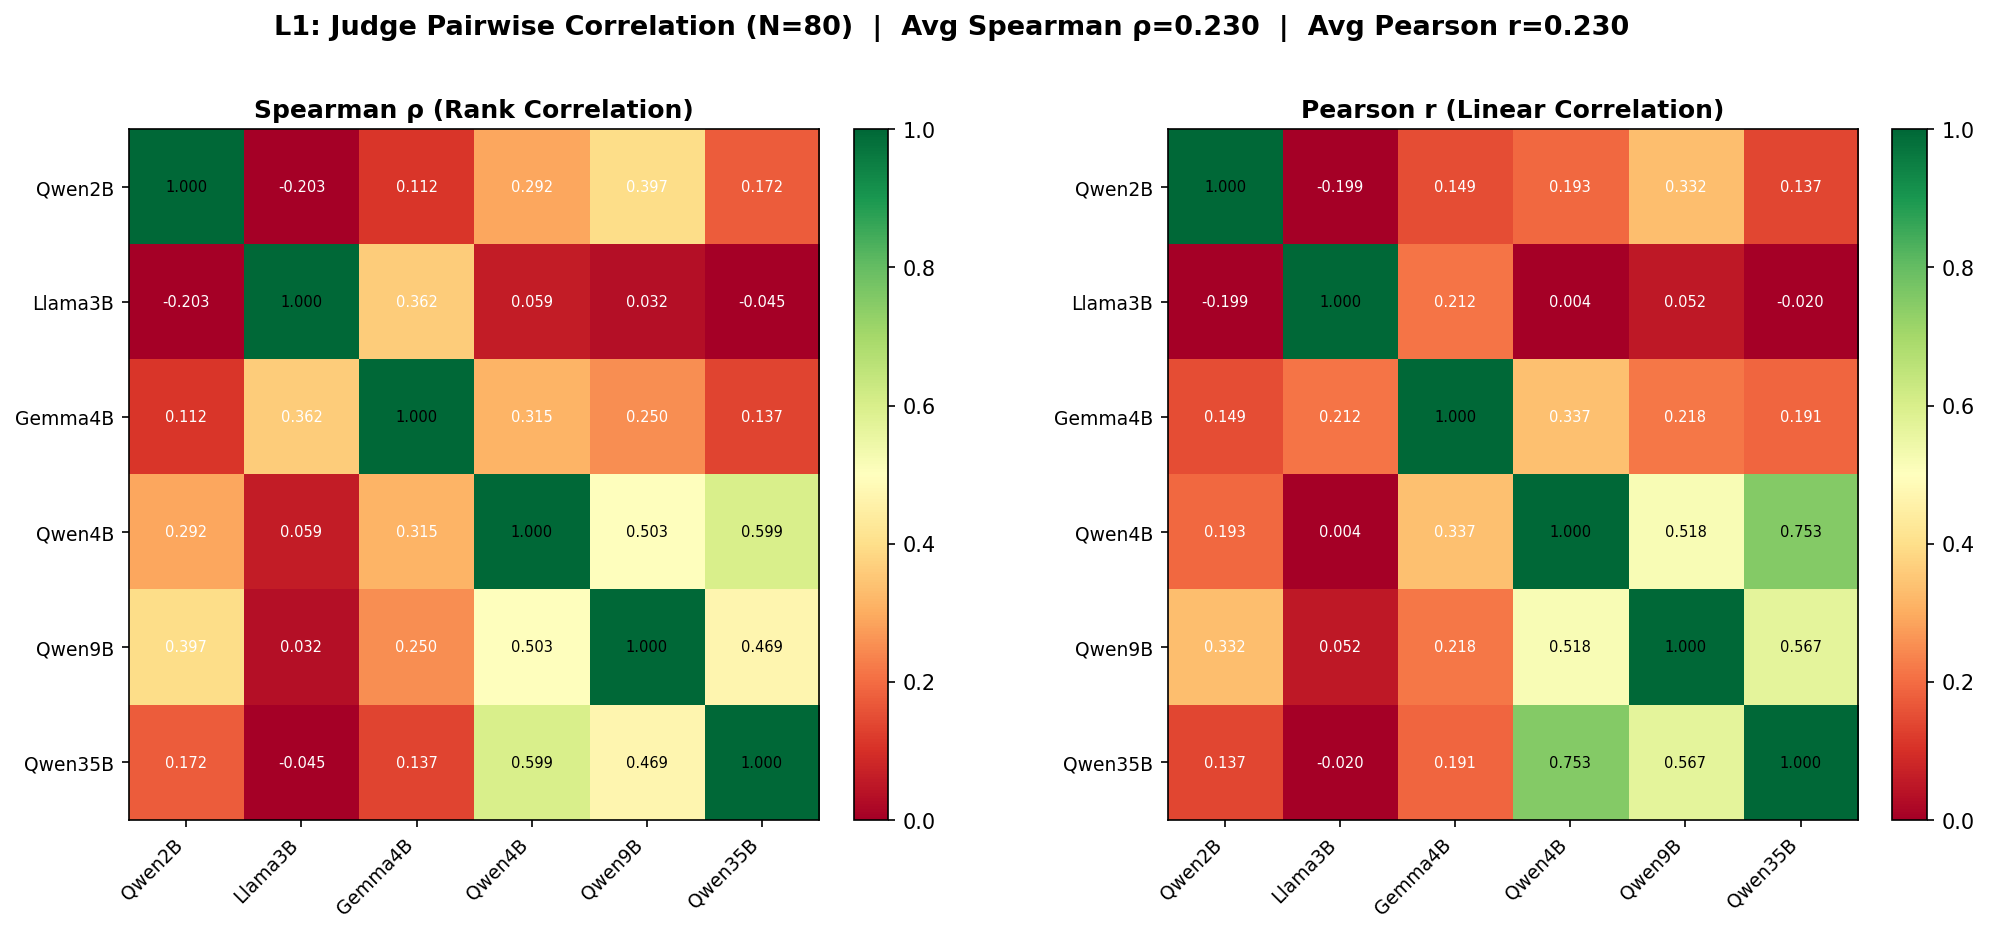 L1: Judge Pairwise Correlation (N=80)  |  Avg Spearman ρ=0.230  |  Avg Pearson r=0.230
Spearman ρ (Rank Correlation)
Qwen2B 1.000 -0.203 0.112 0.292 0.397 0.172
Llama3B -0.203 1.000 0.362 0.059 0.032 -0.045
Gemma4B 0.112 0.362 1.000 0.315 0.250 0.137
Qwen4B 0.292 0.059 0.315 1.000 0.503 0.599
Qwen9B 0.397 0.032 0.250 0.503 1.000 0.469
Qwen35B 0.172 -0.045 0.137 0.599 0.469 1.000
Qwen2B Llama3B Gemma4B Qwen4B Qwen9B Qwen35B
1.0
0.8
0.6
0.4
0.2
0.0
Pearson r (Linear Correlation)
Qwen2B 1.000 -0.199 0.149 0.193 0.332 0.137
Llama3B -0.199 1.000 0.212 0.004 0.052 -0.020
Gemma4B 0.149 0.212 1.000 0.337 0.218 0.191
Qwen4B 0.193 0.004 0.337 1.000 0.518 0.753
Qwen9B 0.332 0.052 0.218 0.518 1.000 0.567
Qwen35B 0.137 -0.020 0.191 0.753 0.567 1.000
Qwen2B Llama3B Gemma4B Qwen4B Qwen9B Qwen35B
1.0
0.8
0.6
0.4
0.2
0.0